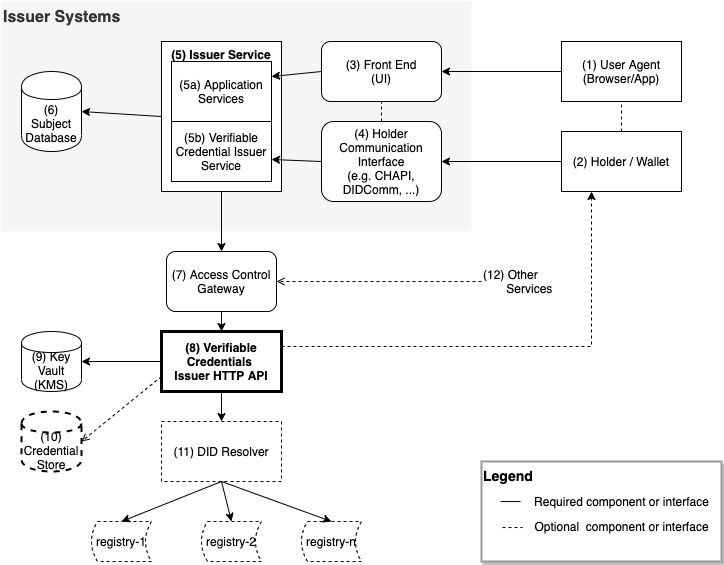 Issuer Systems
(5) Issuer Service
(5a) Application
Services
(5b) Verifiable
Credential Issuer
Service
(3) Front End
(UI)
(1) User Agent
(Browser/App)
(6)
Subject
Database
(4) Holder
Communication
Interface
(e.g. CHAPI,
DIDComm, ...)
(2) Holder / Wallet
(7) Access Control
Gateway
(12) Other
Services
(8) Verifiable
Credentials
Issuer HTTP API
(9) Key
Vault
(KMS)
(10)
Credential
Store
(11) DID Resolver
registry-1
registry-2
registry-n
Legend
Required component or interface
Optional component or interface